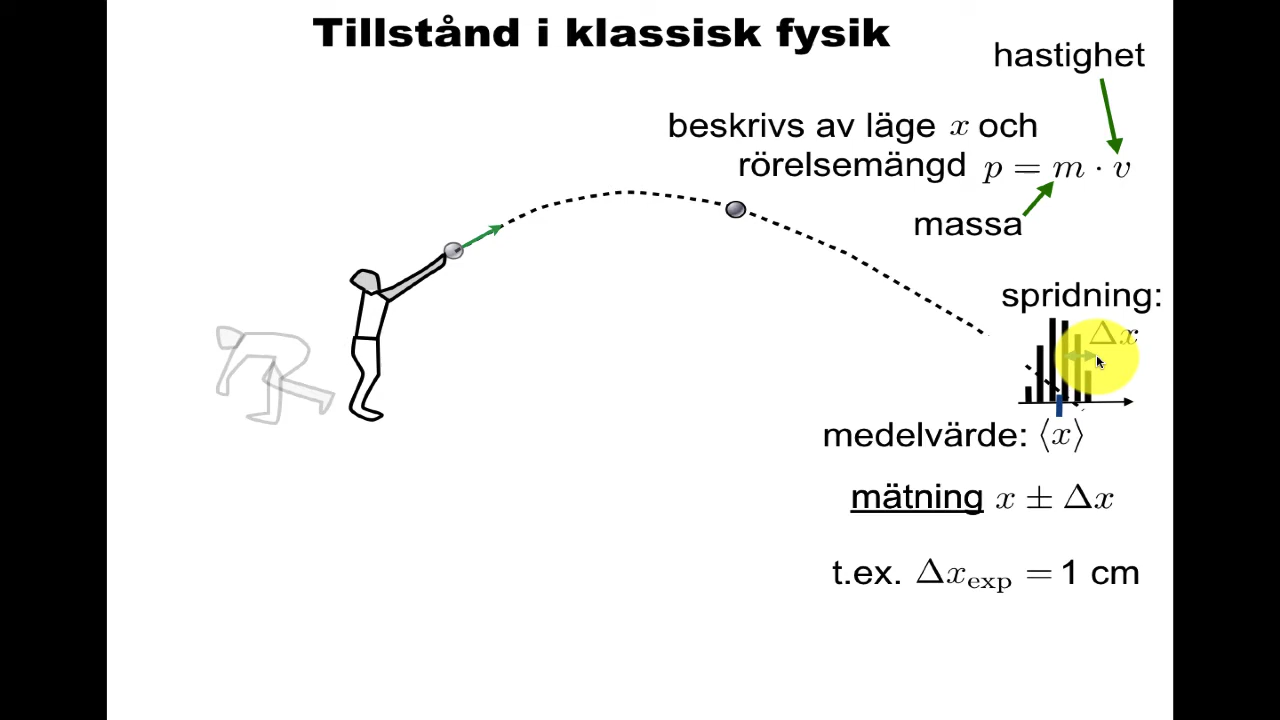 Tillstånd i klassisk fysik
hastighet
beskrivs av läge x och
rörelsemängd p = m · v
massa
spridning:
Δx
medelvärde: ⟨x⟩
mätning x ± Δx
t.ex. Δx_exp = 1 cm